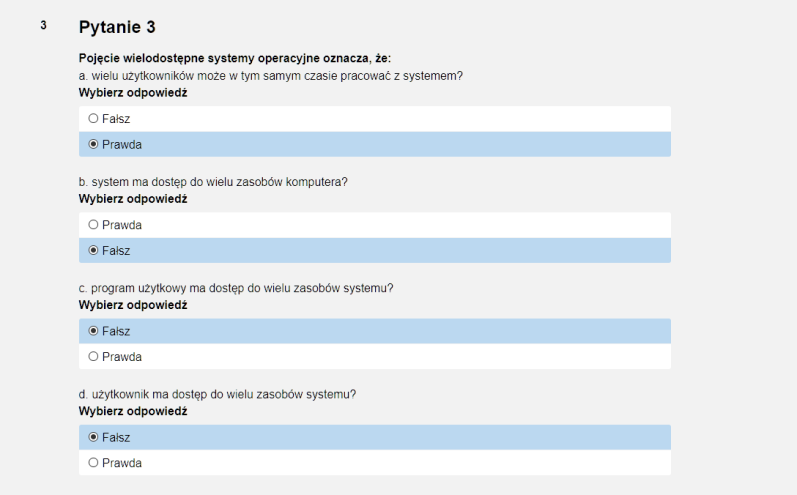 3
Pytanie 3
Pojęcie wielodostępne systemy operacyjne oznacza, że:
a. wielu użytkowników może w tym samym czasie pracować z systemem?
Wybierz odpowiedź
Fałsz
Prawda
b. system ma dostęp do wielu zasobów komputera?
Wybierz odpowiedź
Prawda
Fałsz
c. program użytkowy ma dostęp do wielu zasobów systemu?
Wybierz odpowiedź
Fałsz
Prawda
d. użytkownik ma dostęp do wielu zasobów systemu?
Wybierz odpowiedź
Fałsz
Prawda